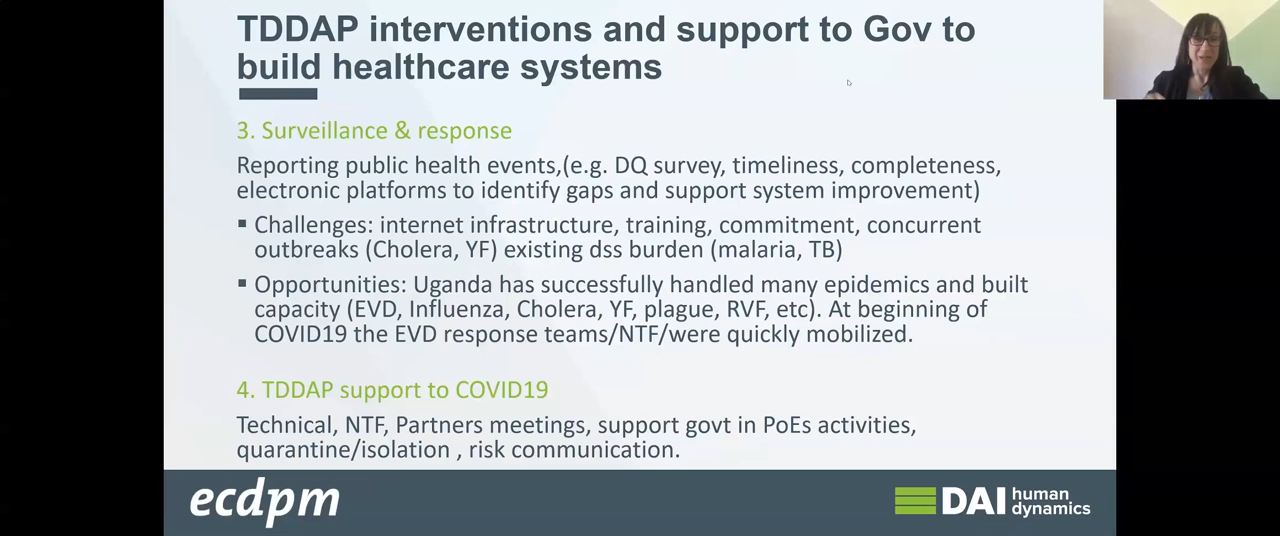 TDDAP interventions and support to Gov to
build healthcare systems
3. Surveillance & response
Reporting public health events,(e.g. DQ survey, timeliness, completeness,
electronic platforms to identify gaps and support system improvement)
▪ Challenges: internet infrastructure, training, commitment, concurrent
outbreaks (Cholera, YF) existing dss burden (malaria, TB)
▪ Opportunities: Uganda has successfully handled many epidemics and built
capacity (EVD, Influenza, Cholera, YF, plague, RVF, etc). At beginning of
COVID19 the EVD response teams/NTF/were quickly mobilized.
4. TDDAP support to COVID19
Technical, NTF, Partners meetings, support govt in PoEs activities,
quarantine/isolation , risk communication.
ecdpm
DAI human
dynamics